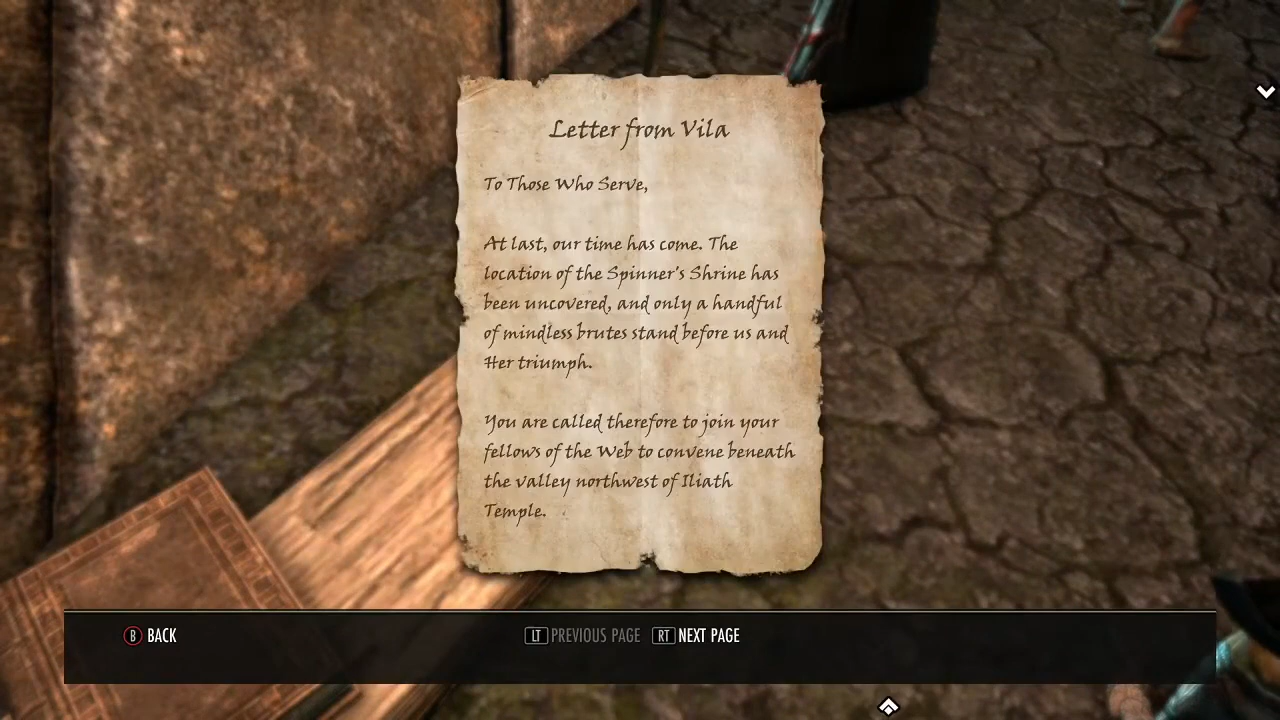 Letter from Vila
To Those Who Serve,
At last, our time has come. The
location of the Spinner's Shrine has
been uncovered, and only a handful
of mindless brutes stand before us and
Her triumph.
You are called therefore to join your
fellows of the Web to convene beneath
the valley northwest of Iliath
Temple.
B BACK
LT PREVIOUS PAGE RT NEXT PAGE